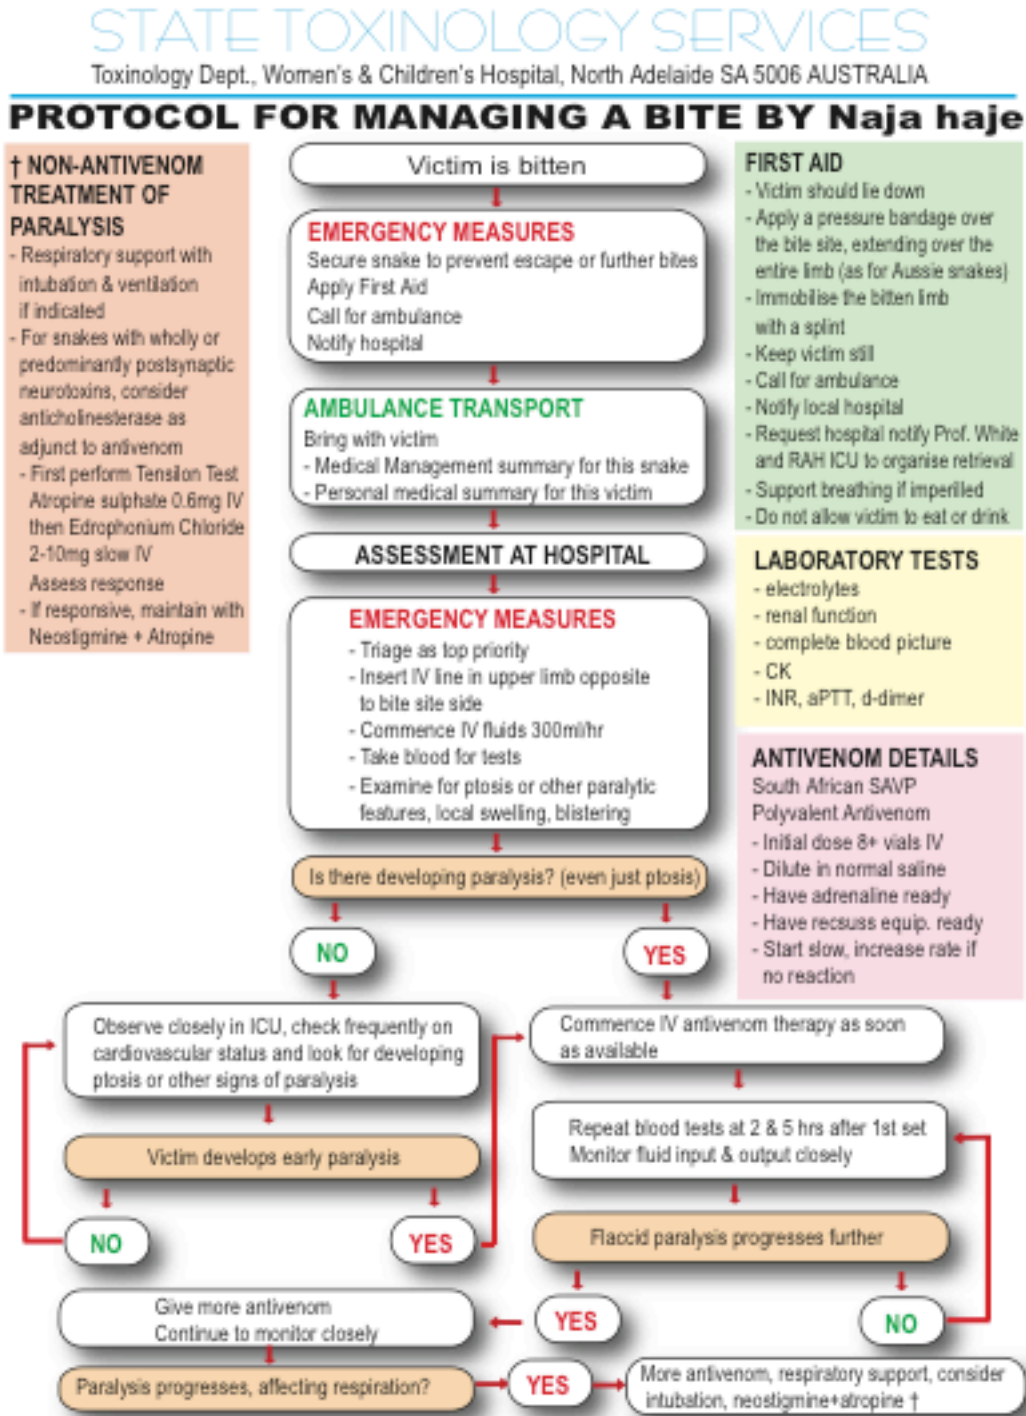 STATE TOXINOLOGY SERVICES
Toxinology Dept., Women's & Children's Hospital, North Adelaide SA 5006 AUSTRALIA
PROTOCOL FOR MANAGING A BITE BY Naja haje
† NON-ANTIVENOM
TREATMENT OF
PARALYSIS
- Respiratory support with
intubation & ventilation
if indicated
- For snakes with wholly or
predominantly postsynaptic
neurotoxins, consider
anticholinesterase as
adjunct to antivenom
- First perform Tensilon Test
Atropine sulphate 0.6mg IV
then Edrophonium Chloride
2-10mg slow IV
Assess response
- If responsive, maintain with
Neostigmine + Atropine
Victim is bitten
EMERGENCY MEASURES
Secure snake to prevent escape or further bites
Apply First Aid
Call for ambulance
Notify hospital
AMBULANCE TRANSPORT
Bring with victim
- Medical Management summary for this snake
- Personal medical summary for this victim
ASSESSMENT AT HOSPITAL
EMERGENCY MEASURES
- Triage as top priority
- Insert IV line in upper limb opposite
to bite site side
- Commence IV fluids 300ml/hr
- Take blood for tests
- Examine for ptosis or other paralytic
features, local swelling, blistering
FIRST AID
- Victim should lie down
- Apply a pressure bandage over
the bite site, extending over the
entire limb (as for Aussie snakes)
- Immobilise the bitten limb
with a splint
- Keep victim still
- Call for ambulance
- Notify local hospital
- Request hospital notify Prof. White
and RAH ICU to organise retrieval
- Support breathing if imperilled
- Do not allow victim to eat or drink
LABORATORY TESTS
- electrolytes
- renal function
- complete blood picture
- CK
- INR, aPTT, d-dimer
ANTIVENOM DETAILS
South African SAVP
Polyvalent Antivenom
- Initial dose 8+ vials IV
- Dilute in normal saline
- Have adrenaline ready
- Have recsuss equip. ready
- Start slow, increase rate if
no reaction
Is there developing paralysis? (even just ptosis)
NO
YES
Observe closely in ICU, check frequently on
cardiovascular status and look for developing
ptosis or other signs of paralysis
Commence IV antivenom therapy as soon
as available
Victim develops early paralysis
NO
YES
Repeat blood tests at 2 & 5 hrs after 1st set
Monitor fluid input & output closely
Flaccid paralysis progresses further
YES
NO
Give more antivenom
Continue to monitor closely
Paralysis progresses, affecting respiration?
YES
More antivenom, respiratory support, consider
intubation, neostigmine+atropine †